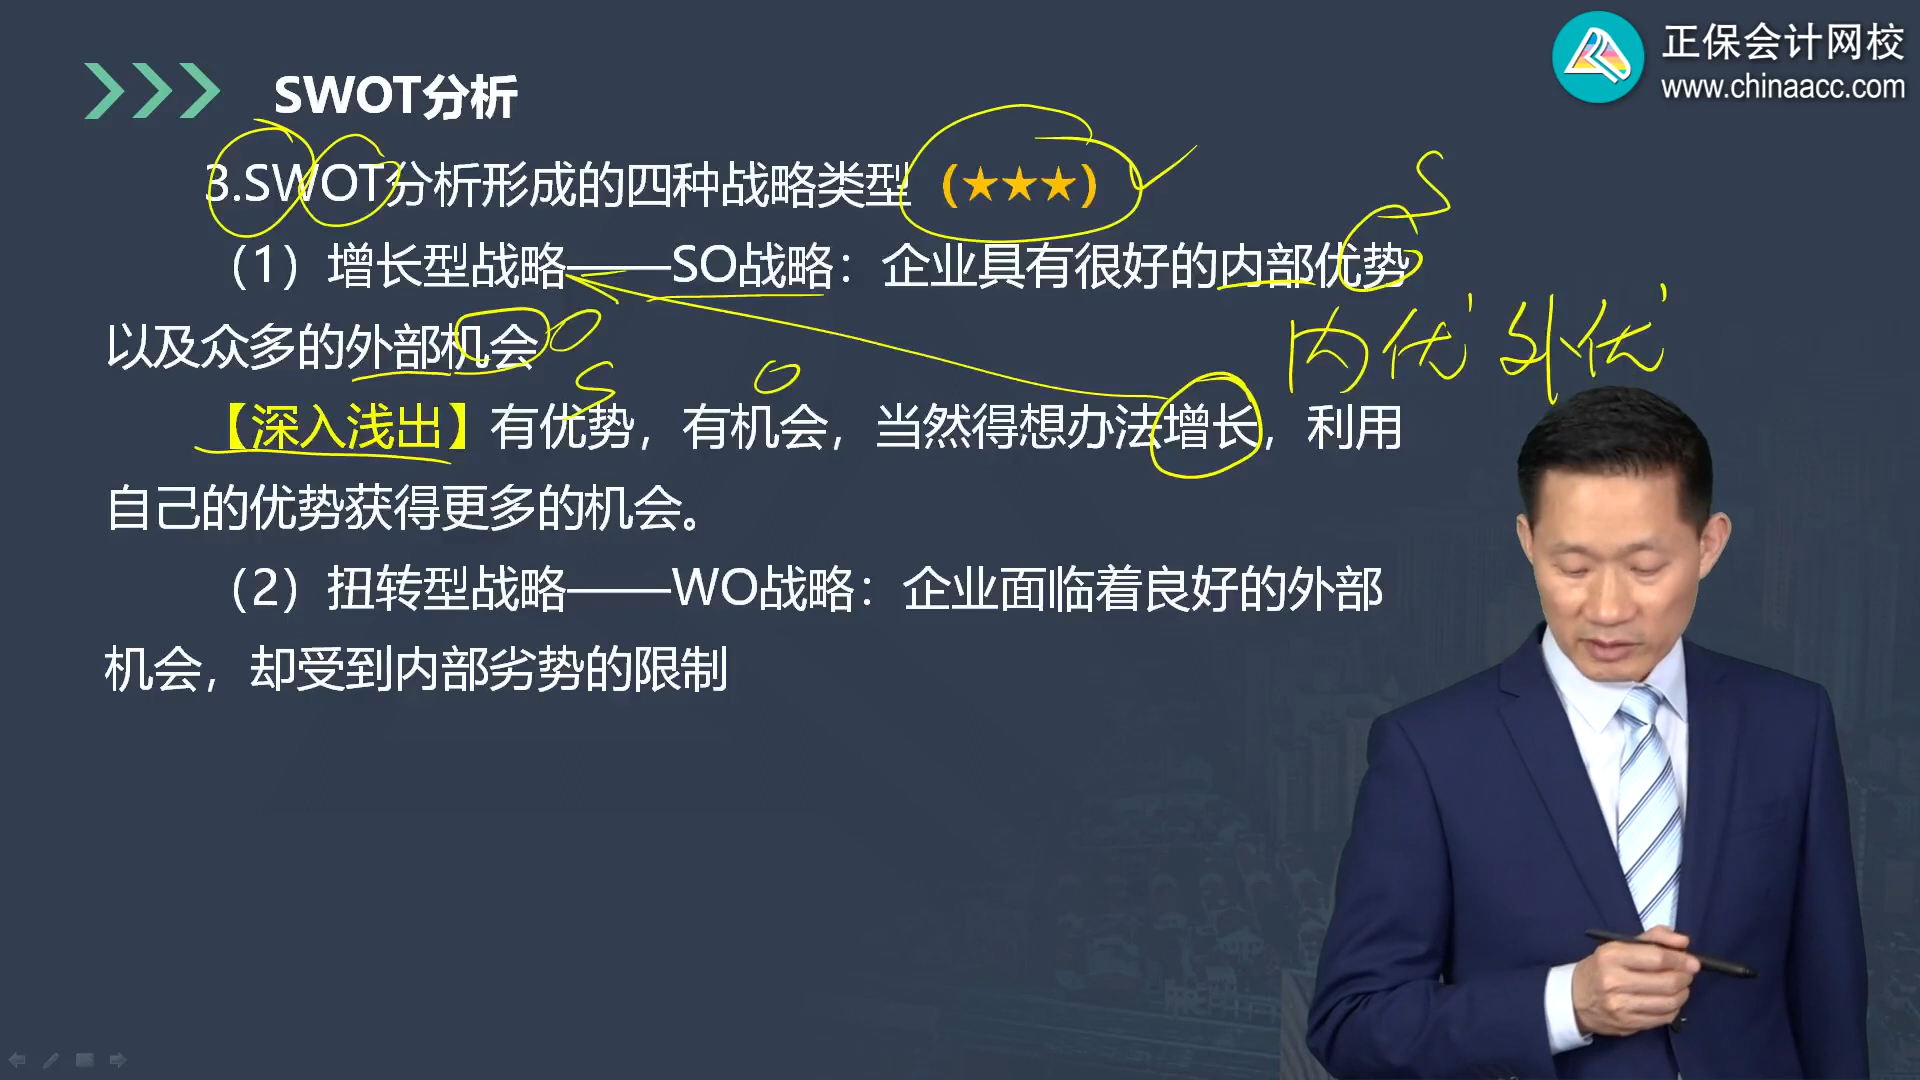 正保会计网校
www.chinaacc.com
SWOT分析
3.SWOT分析形成的四种战略类型（★★★）
S
（1）增长型战略——SO战略：企业具有很好的内部优势
以及众多的外部机会
O
内优 外优
S
O
【深入浅出】有优势，有机会，当然得想办法增长，利用
自己的优势获得更多的机会。
（2）扭转型战略——WO战略：企业面临着良好的外部
机会，却受到内部劣势的限制